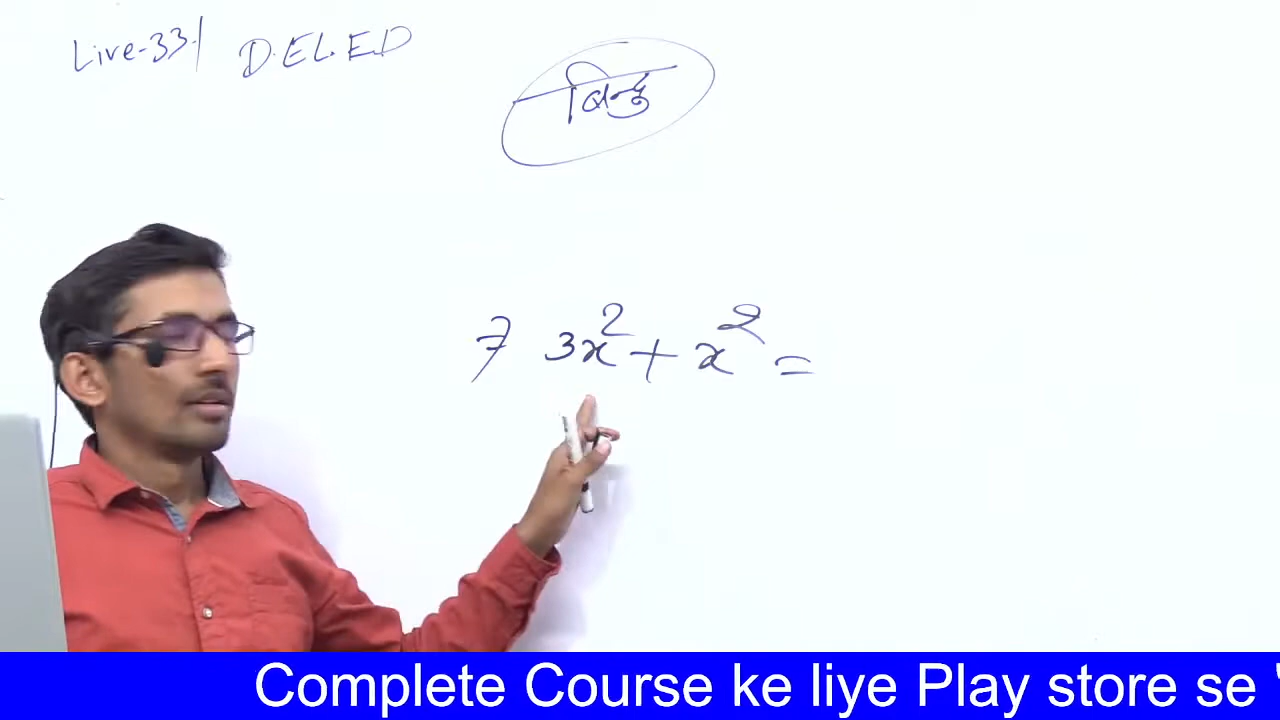 Live-33 | D.EL.ED
बिन्दु
7 3x² + x² =
Complete Course ke liye Play store se '